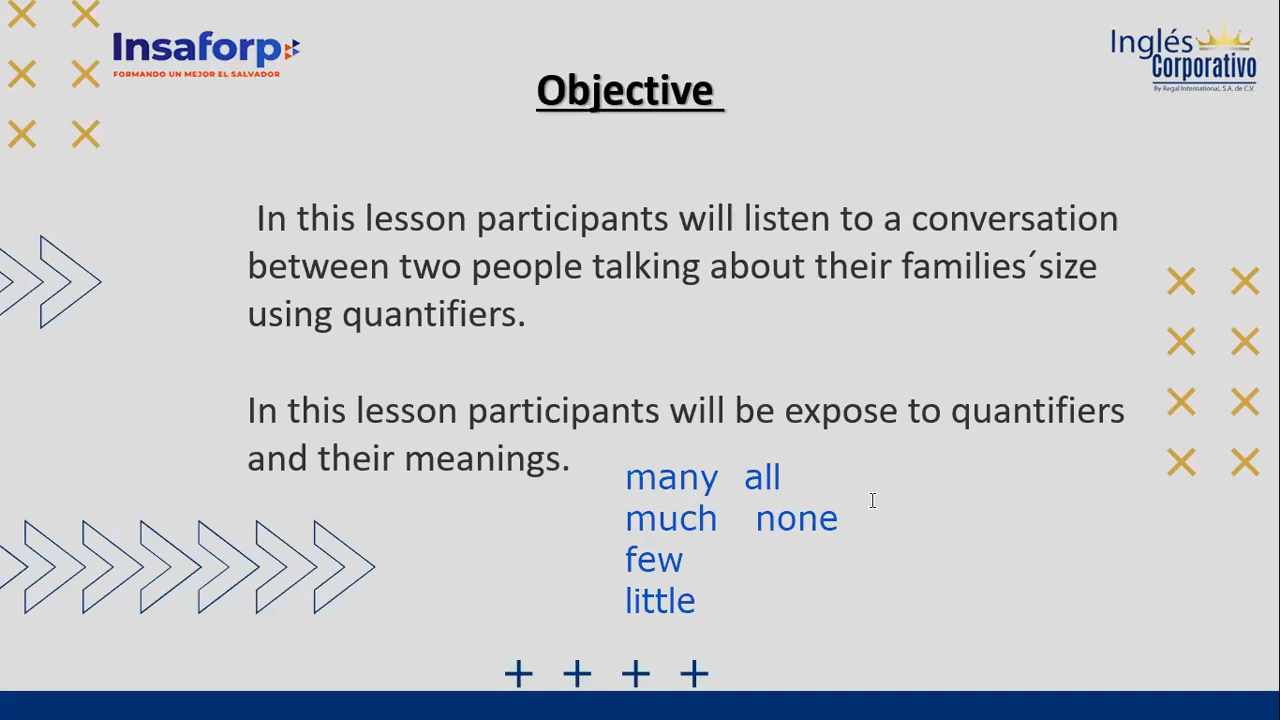 Insaforp
FORMANDO UN MEJOR EL SALVADOR
Inglés
Corporativo
By Regal International, S.A. de C.V.
Objective
In this lesson participants will listen to a conversation
between two people talking about their families´size
using quantifiers.
In this lesson participants will be expose to quantifiers
and their meanings.
many all
much none
few
little